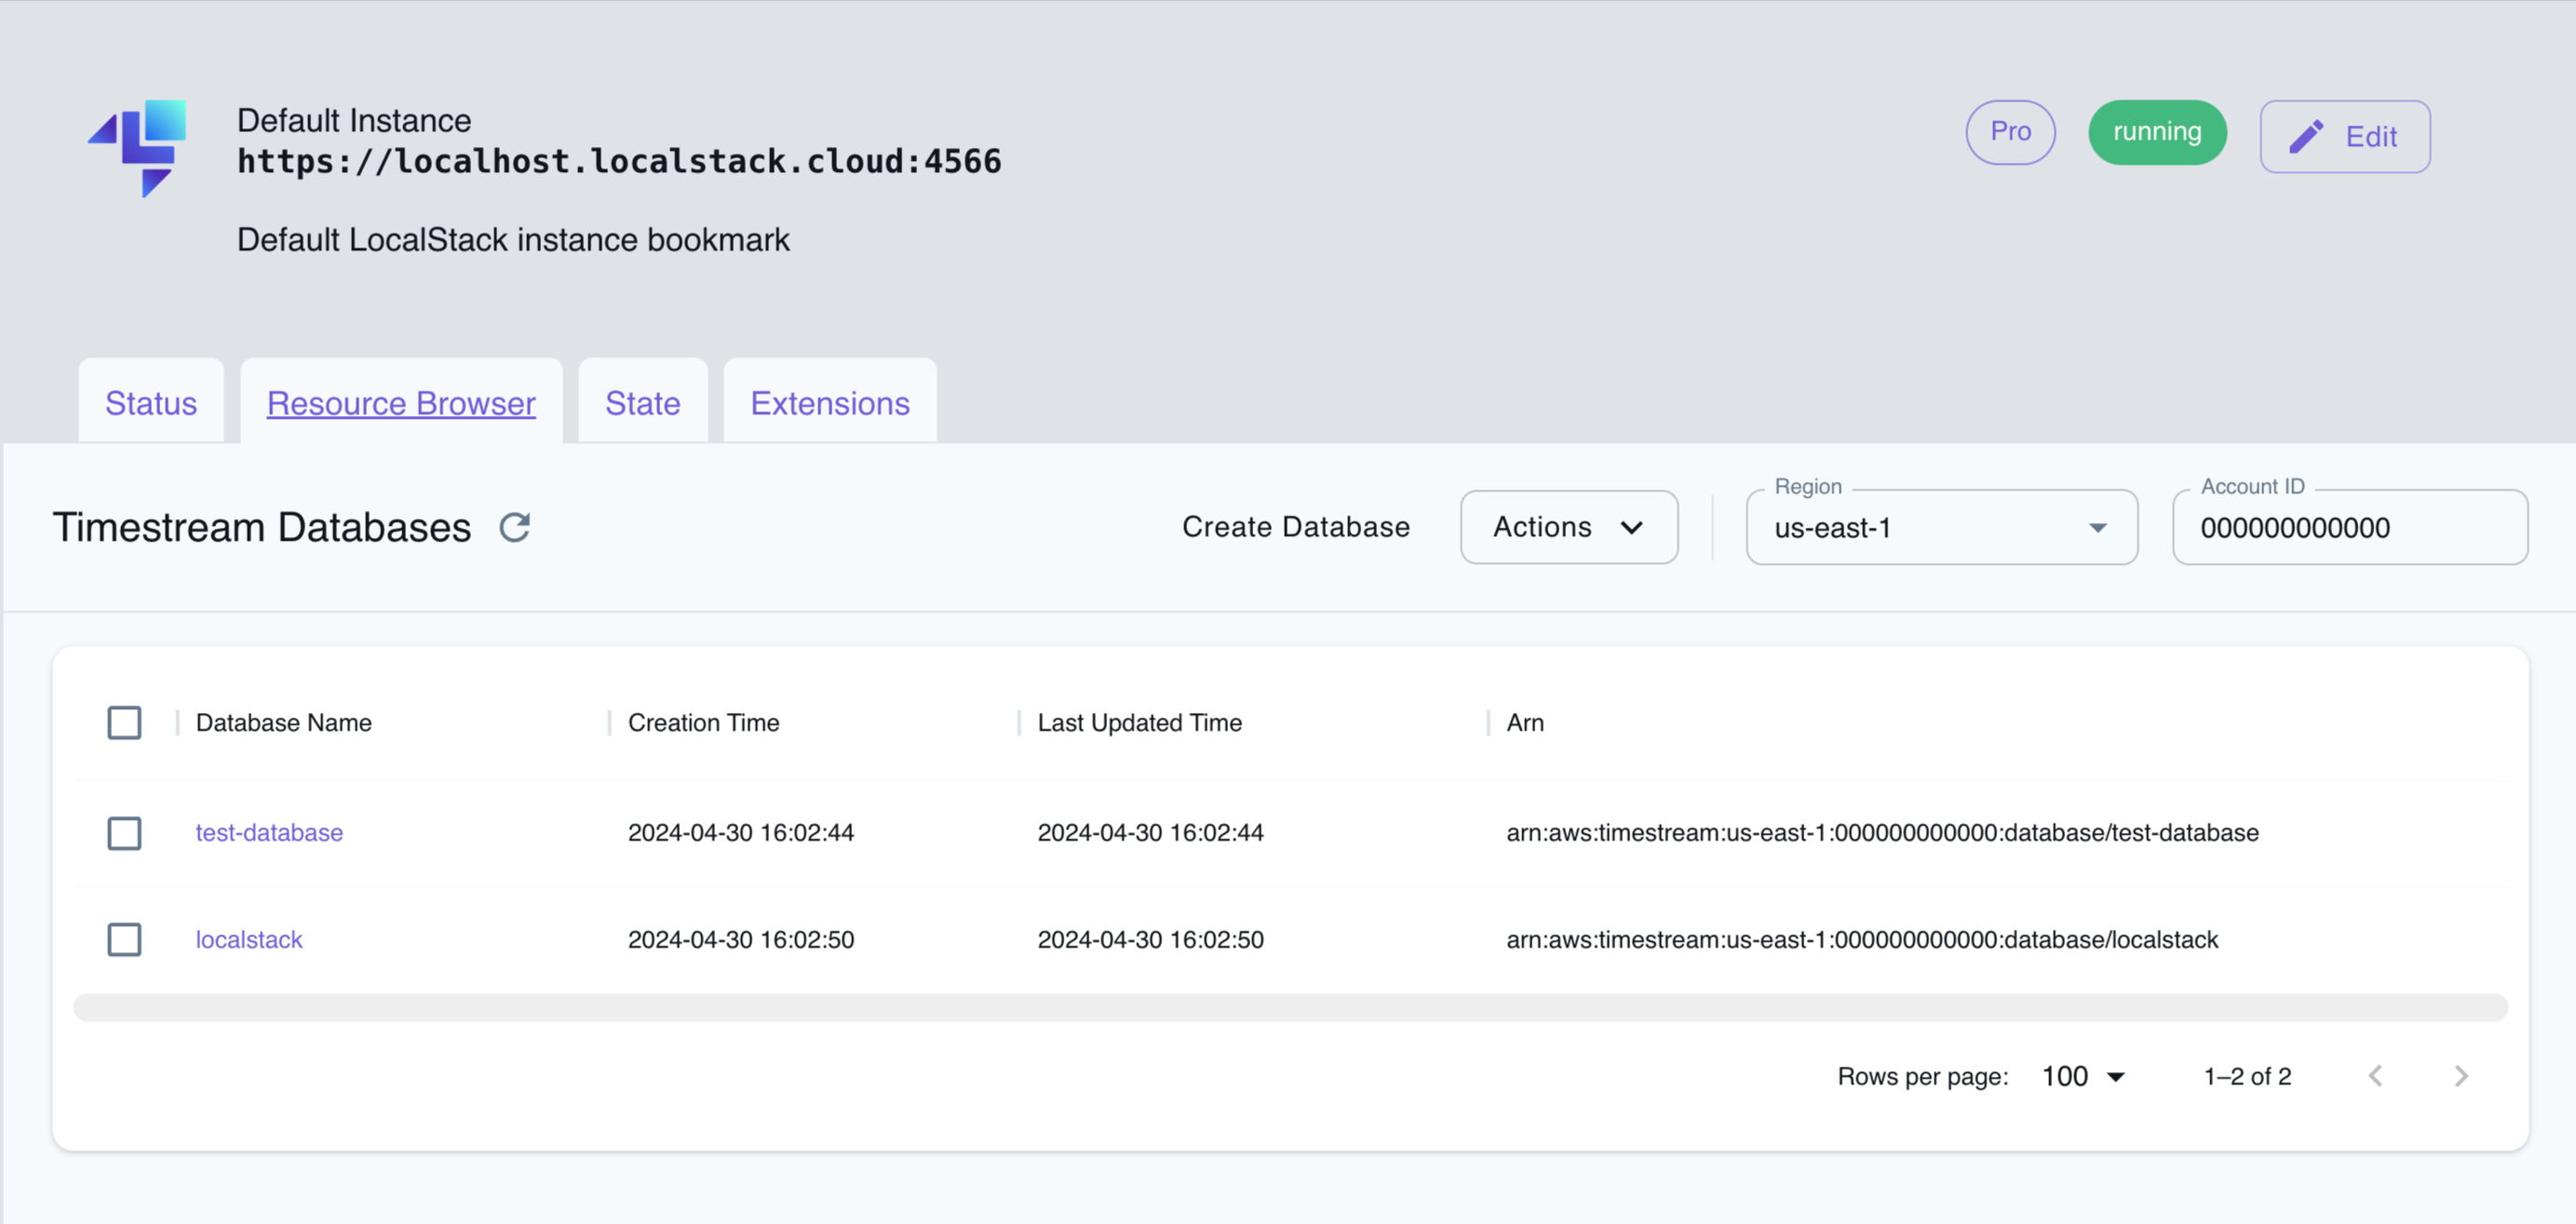 Default Instance
https://localhost.localstack.cloud:4566
Default LocalStack instance bookmark
Pro
running
Edit
Status
Resource Browser
State
Extensions
Timestream Databases
Create Database
Actions
Region
us-east-1
Account ID
000000000000
Database Name
Creation Time
Last Updated Time
Arn
test-database
2024-04-30 16:02:44
2024-04-30 16:02:44
arn:aws:timestream:us-east-1:000000000000:database/test-database
localstack
2024-04-30 16:02:50
2024-04-30 16:02:50
arn:aws:timestream:us-east-1:000000000000:database/localstack
Rows per page:
100
1–2 of 2